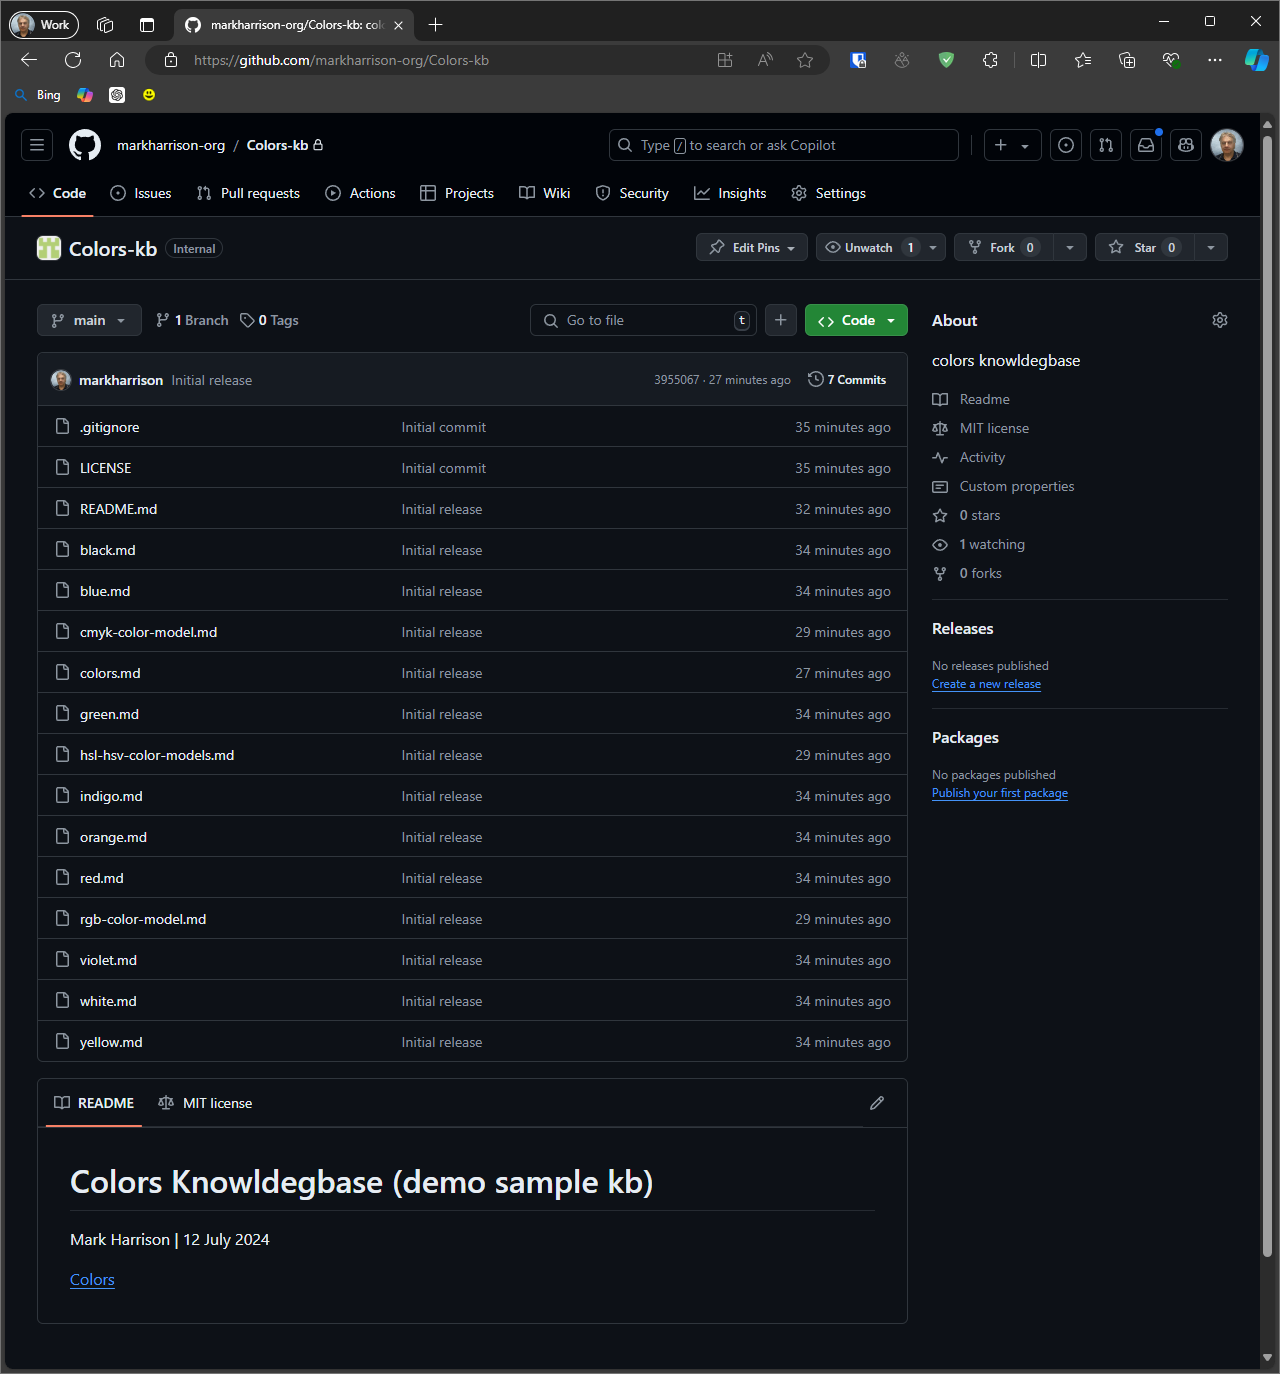 Work
markharrison-org/Colors-kb: col
https://github.com/markharrison-org/Colors-kb
Bing
markharrison-org / Colors-kb
Type / to search or ask Copilot
Code Issues Pull requests Actions Projects Wiki Security Insights Settings
Colors-kb Internal
Edit Pins Unwatch 1 Fork 0 Star 0
main 1 Branch 0 Tags
Go to file t
Code
markharrison Initial release 3955067 · 27 minutes ago 7 Commits
.gitignore Initial commit 35 minutes ago
LICENSE Initial commit 35 minutes ago
README.md Initial release 32 minutes ago
black.md Initial release 34 minutes ago
blue.md Initial release 34 minutes ago
cmyk-color-model.md Initial release 29 minutes ago
colors.md Initial release 27 minutes ago
green.md Initial release 34 minutes ago
hsl-hsv-color-models.md Initial release 29 minutes ago
indigo.md Initial release 34 minutes ago
orange.md Initial release 34 minutes ago
red.md Initial release 34 minutes ago
rgb-color-model.md Initial release 29 minutes ago
violet.md Initial release 34 minutes ago
white.md Initial release 34 minutes ago
yellow.md Initial release 34 minutes ago
README MIT license
Colors Knowldegbase (demo sample kb)
Mark Harrison | 12 July 2024
Colors
About
colors knowldegbase
Readme
MIT license
Activity
Custom properties
0 stars
1 watching
0 forks
Releases
No releases published
Create a new release
Packages
No packages published
Publish your first package